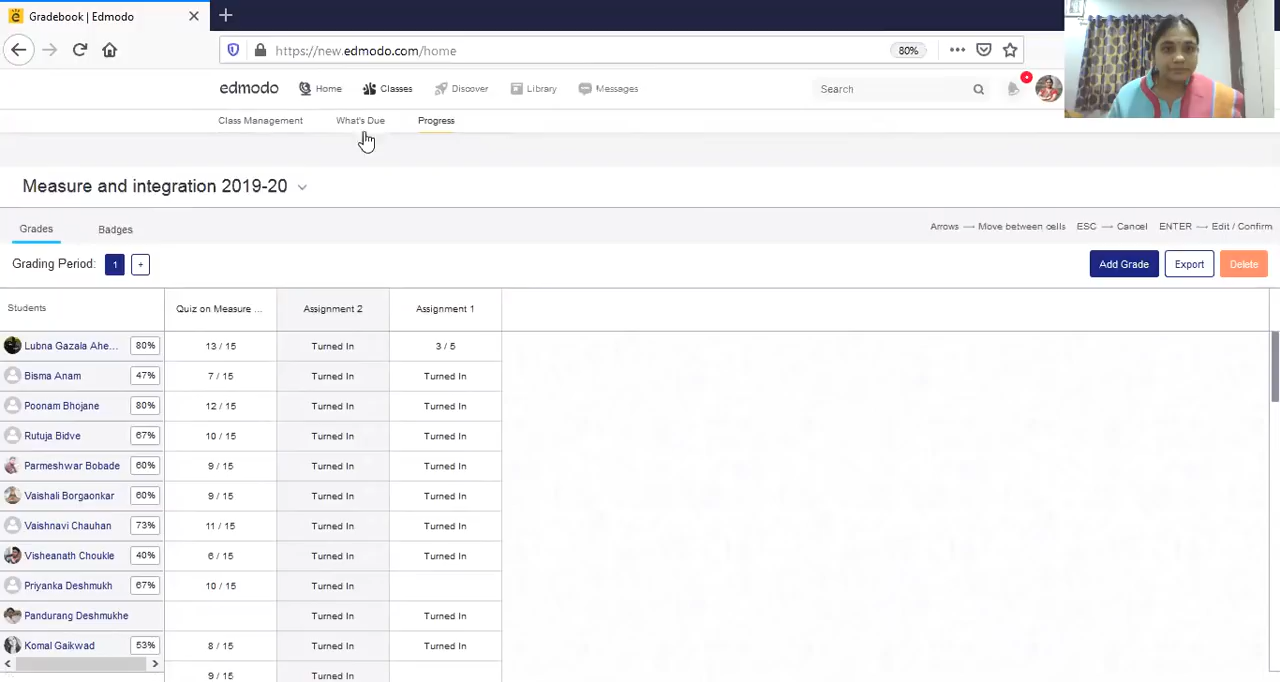 Gradebook | Edmodo
https://new.edmodo.com/home 80%
edmodo Home Classes Discover Library Messages Search
Class Management What's Due Progress
Measure and integration 2019-20
Grades Badges Arrows → Move between cells ESC → Cancel ENTER → Edit / Confirm
Grading Period: 1 + Add Grade Export Delete
Students Quiz on Measure ... Assignment 2 Assignment 1
Lubna Gazala Ahe... 80% 13 / 15 Turned In 3 / 5
Bisma Anam 47% 7 / 15 Turned In Turned In
Poonam Bhojane 80% 12 / 15 Turned In Turned In
Rutuja Bidve 67% 10 / 15 Turned In Turned In
Parmeshwar Bobade 60% 9 / 15 Turned In Turned In
Vaishali Borgaonkar 60% 9 / 15 Turned In Turned In
Vaishnavi Chauhan 73% 11 / 15 Turned In Turned In
Visheanath Choukle 40% 6 / 15 Turned In Turned In
Priyanka Deshmukh 67% 10 / 15 Turned In
Pandurang Deshmukhe Turned In Turned In
Komal Gaikwad 53% 8 / 15 Turned In Turned In
9 / 15 Turned In